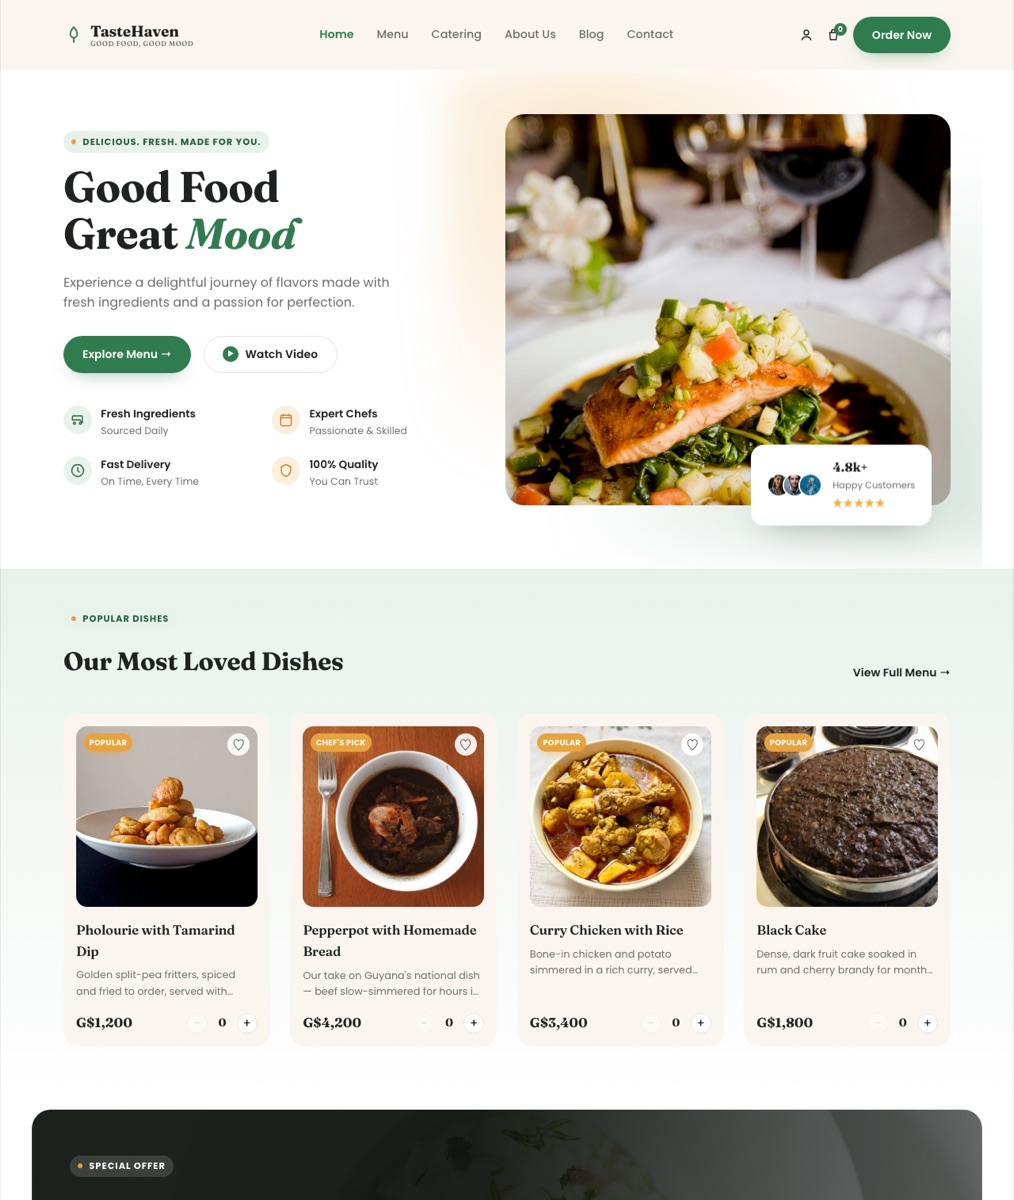 TasteHaven
GOOD FOOD, GOOD MOOD
Home
Menu
Catering
About Us
Blog
Contact
0
Order Now
DELICIOUS. FRESH. MADE FOR YOU.
Good Food
Great Mood
Experience a delightful journey of flavors made with
fresh ingredients and a passion for perfection.
Explore Menu →
Watch Video
Fresh Ingredients
Sourced Daily
Expert Chefs
Passionate & Skilled
Fast Delivery
On Time, Every Time
100% Quality
You Can Trust
4.8k+
Happy Customers
★★★★★
POPULAR DISHES
Our Most Loved Dishes
View Full Menu →
POPULAR
Pholourie with Tamarind
Dip
Golden split-pea fritters, spiced
and fried to order, served with…
G$1,200
− 0 +
CHEF'S PICK
Pepperpot with Homemade
Bread
Our take on Guyana's national dish
— beef slow-simmered for hours i…
G$4,200
− 0 +
POPULAR
Curry Chicken with Rice
Bone-in chicken and potato
simmered in a rich curry, served…
G$3,400
− 0 +
POPULAR
Black Cake
Dense, dark fruit cake soaked in
rum and cherry brandy for month…
G$1,800
− 0 +
SPECIAL OFFER